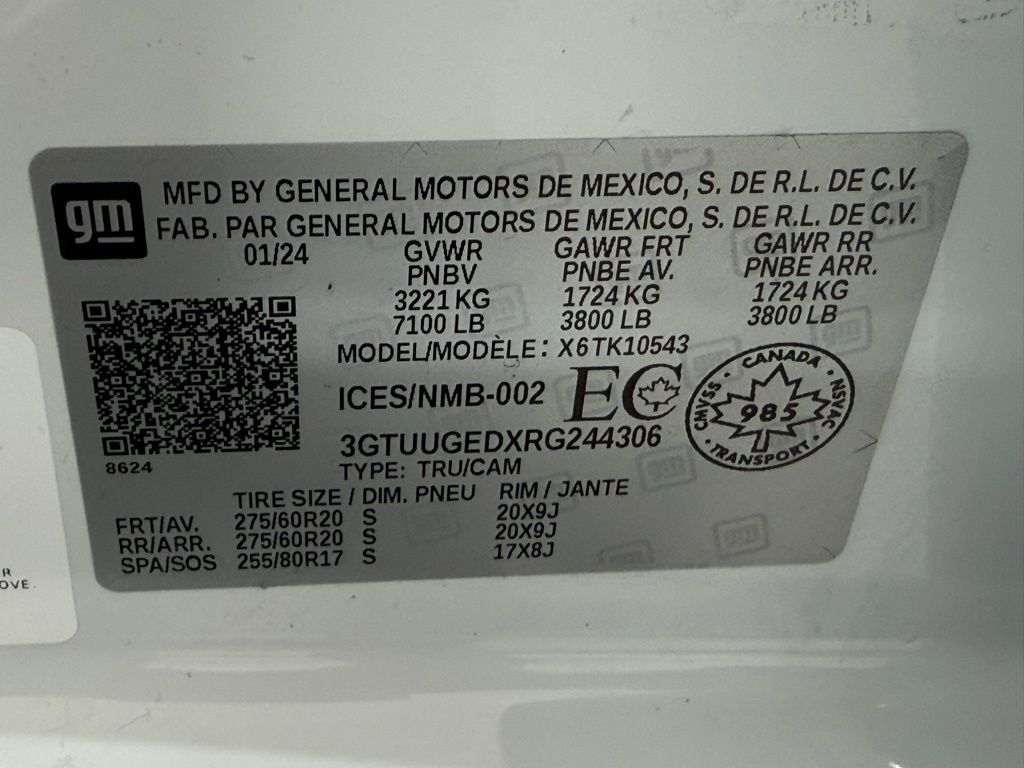 gm
MFD BY GENERAL MOTORS DE MEXICO, S. DE R.L. DE C.V.
FAB. PAR GENERAL MOTORS DE MEXICO, S. DE R.L. DE C.V.
01/24 GVWR GAWR FRT GAWR RR
PNBV PNBE AV. PNBE ARR.
3221 KG 1724 KG 1724 KG
7100 LB 3800 LB 3800 LB
MODEL/MODÈLE: X6TK10543
ICES/NMB-002 EC
CANADA
CMVSS 985 NSVAC
TRANSPORT
3GTUUGEDXRG244306
8624
TYPE: TRU/CAM
TIRE SIZE / DIM. PNEU RIM / JANTE
FRT/AV. 275/60R20 S 20X9J
RR/ARR. 275/60R20 S 20X9J
SPA/SOS 255/80R17 S 17X8J
R
OVE